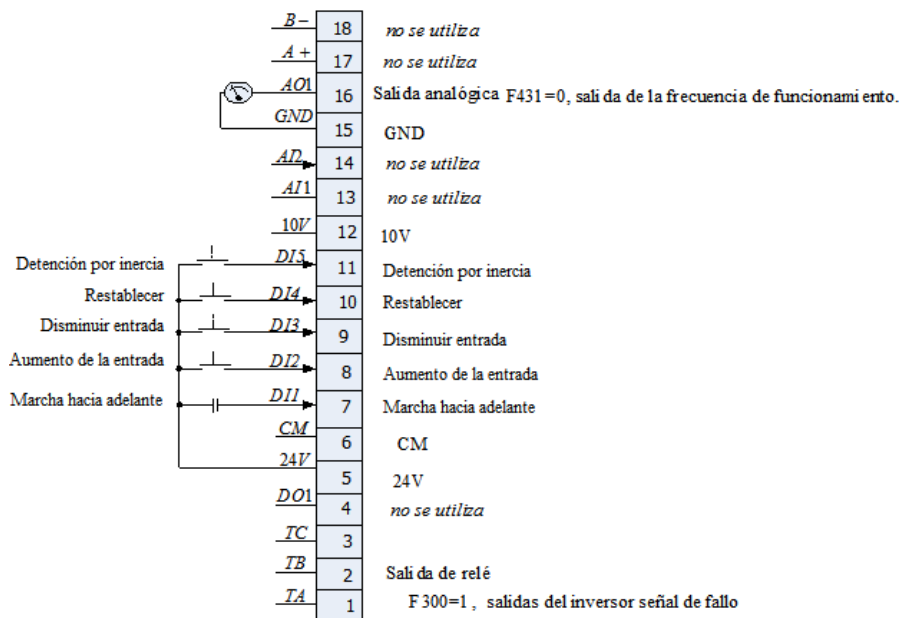 B− 18 no se utiliza
A + 17 no se utiliza
AO1 16 Salida analógica F431=0, salida de la frecuencia de funcionamiento.
GND 15 GND
AI2 14 no se utiliza
AI1 13 no se utiliza
10V 12 10V
Detención por inercia DI5 11 Detención por inercia
Restablecer DI4 10 Restablecer
Disminuir entrada DI3 9 Disminuir entrada
Aumento de la entrada DI2 8 Aumento de la entrada
Marcha hacia adelante DI1 7 Marcha hacia adelante
CM 6 CM
24V 5 24V
DO1 4 no se utiliza
TC 3
TB 2 Salida de relé
TA 1 F300=1 , salidas del inversor señal de fallo